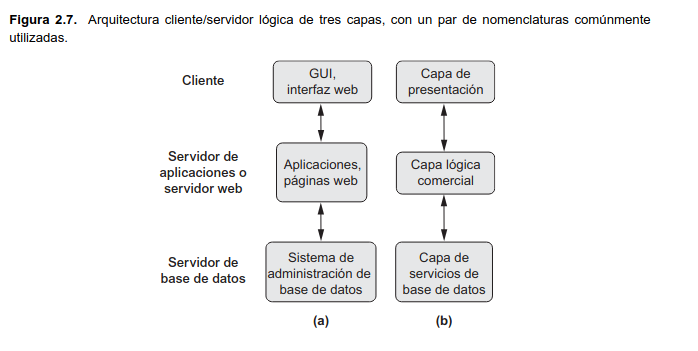 Figura 2.7. Arquitectura cliente/servidor lógica de tres capas, con un par de nomenclaturas comúnmente
utilizadas.
Cliente
GUI,
interfaz web
Capa de
presentación
Servidor de
aplicaciones o
servidor web
Aplicaciones,
páginas web
Capa lógica
comercial
Servidor de
base de datos
Sistema de
administración de
base de datos
Capa de
servicios de
base de datos
(a)
(b)